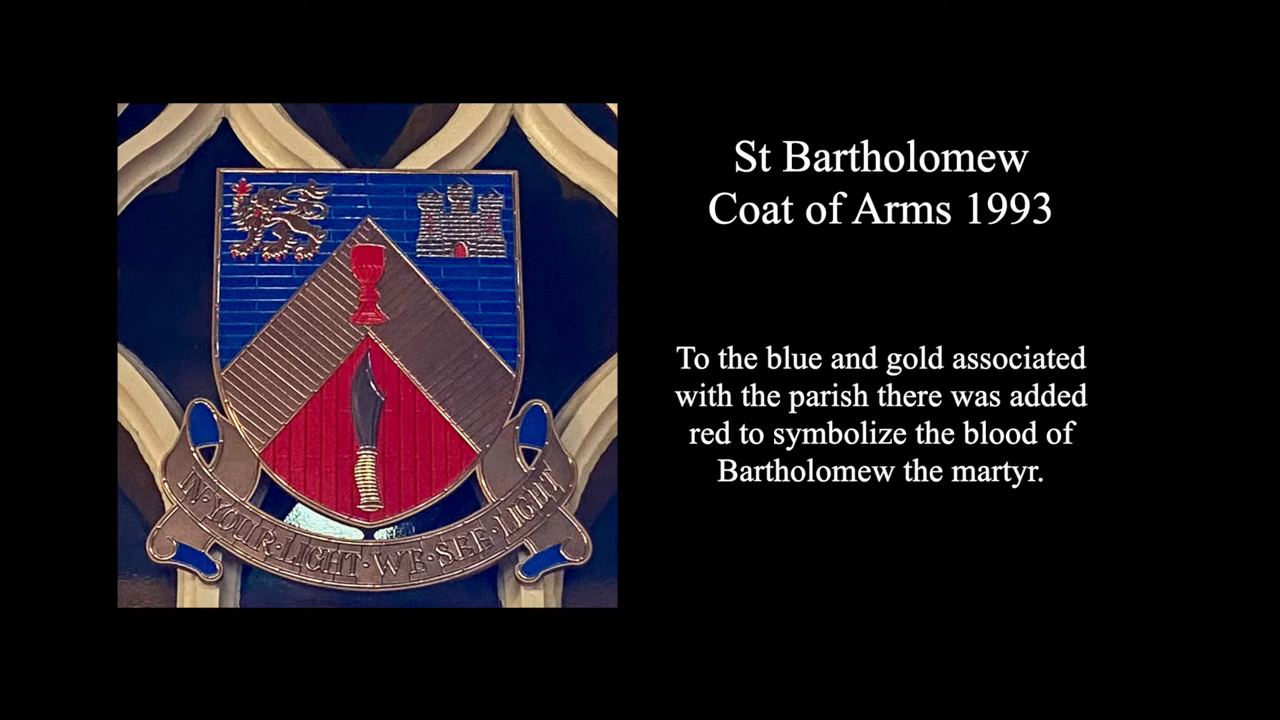 St Bartholomew
Coat of Arms 1993
To the blue and gold associated
with the parish there was added
red to symbolize the blood of
Bartholomew the martyr.
IN·YOUR·LIGHT·WE·SEE·LIGHT